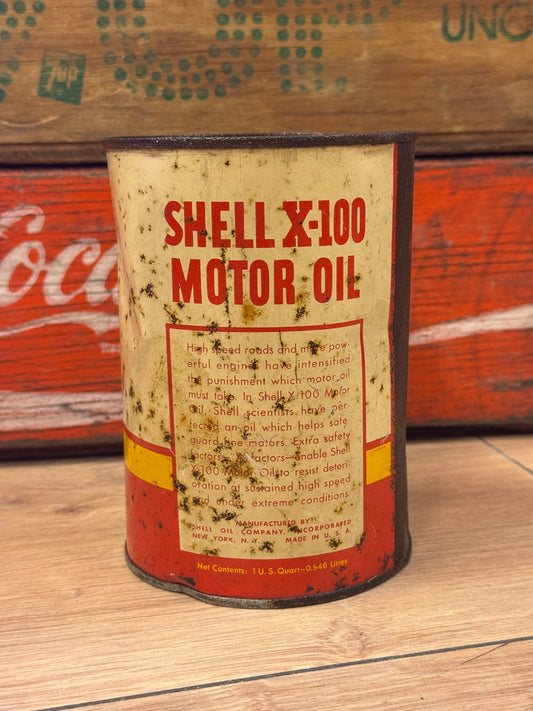 7up
UNC
Coca
SHELL X-100
MOTOR OIL
High speed roads and more pow-
erful engines have intensified
the punishment which motor oil
must take. In Shell X-100 Motor
Oil, Shell scientists have per-
fected an oil which helps safe-
guard fine motors. Extra safety
factors—X factors—enable Shell
X-100 Motor Oil to resist deteri-
oration at sustained high speed
and under extreme conditions.
MANUFACTURED BY
SHELL OIL COMPANY, INCORPORATED
NEW YORK, N. Y. MADE IN U. S. A.
Net Contents: 1 U. S. Quart—0.946 Litres